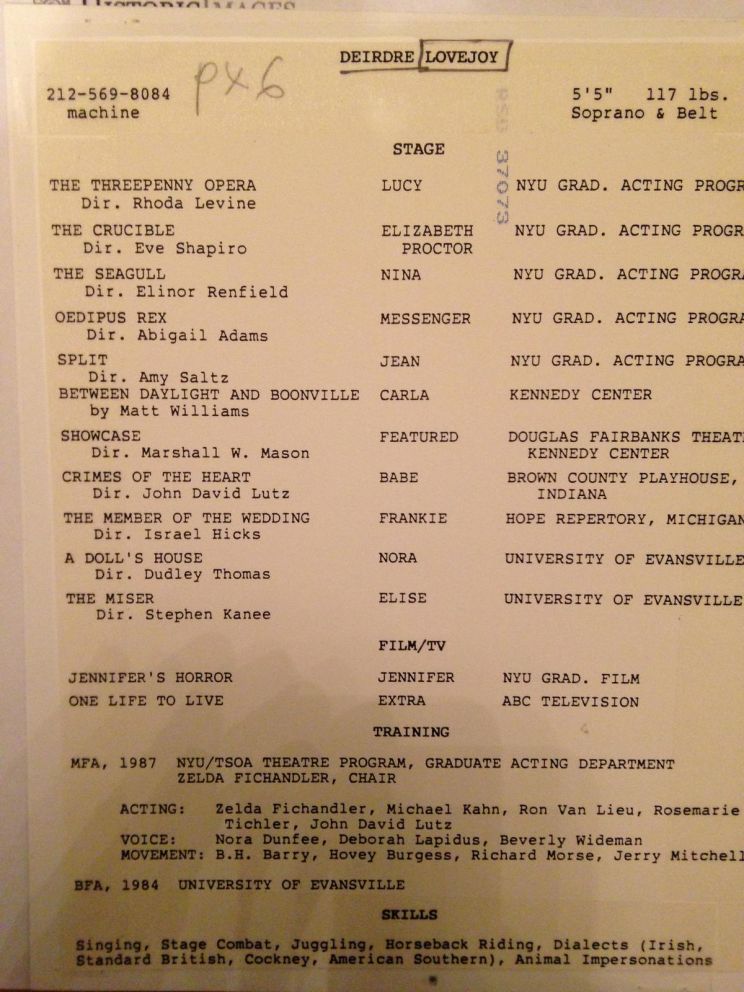 HISTORIC IMAGES
DEIRDRE LOVEJOY
212-569-8084 px6 5'5" 117 lbs.
machine Soprano & Belt
STAGE
37073
THE THREEPENNY OPERA LUCY NYU GRAD. ACTING PROGR
Dir. Rhoda Levine
THE CRUCIBLE ELIZABETH NYU GRAD. ACTING PROGR
Dir. Eve Shapiro PROCTOR
THE SEAGULL NINA NYU GRAD. ACTING PROGRA
Dir. Elinor Renfield
OEDIPUS REX MESSENGER NYU GRAD. ACTING PROGRA
Dir. Abigail Adams
SPLIT JEAN NYU GRAD. ACTING PROGRA
Dir. Amy Saltz
BETWEEN DAYLIGHT AND BOONVILLE CARLA KENNEDY CENTER
by Matt Williams
SHOWCASE FEATURED DOUGLAS FAIRBANKS THEAT
Dir. Marshall W. Mason KENNEDY CENTER
CRIMES OF THE HEART BABE BROWN COUNTY PLAYHOUSE,
Dir. John David Lutz INDIANA
THE MEMBER OF THE WEDDING FRANKIE HOPE REPERTORY, MICHIGAN
Dir. Israel Hicks
A DOLL'S HOUSE NORA UNIVERSITY OF EVANSVILLE
Dir. Dudley Thomas
THE MISER ELISE UNIVERSITY OF EVANSVILLE
Dir. Stephen Kanee
FILM/TV
JENNIFER'S HORROR JENNIFER NYU GRAD. FILM
ONE LIFE TO LIVE EXTRA ABC TELEVISION
TRAINING
MFA, 1987 NYU/TSOA THEATRE PROGRAM, GRADUATE ACTING DEPARTMENT
ZELDA FICHANDLER, CHAIR
ACTING: Zelda Fichandler, Michael Kahn, Ron Van Lieu, Rosemarie
Tichler, John David Lutz
VOICE: Nora Dunfee, Deborah Lapidus, Beverly Wideman
MOVEMENT: B.H. Barry, Hovey Burgess, Richard Morse, Jerry Mitchell
BFA, 1984 UNIVERSITY OF EVANSVILLE
SKILLS
Singing, Stage Combat, Juggling, Horseback Riding, Dialects (Irish,
Standard British, Cockney, American Southern), Animal Impersonations